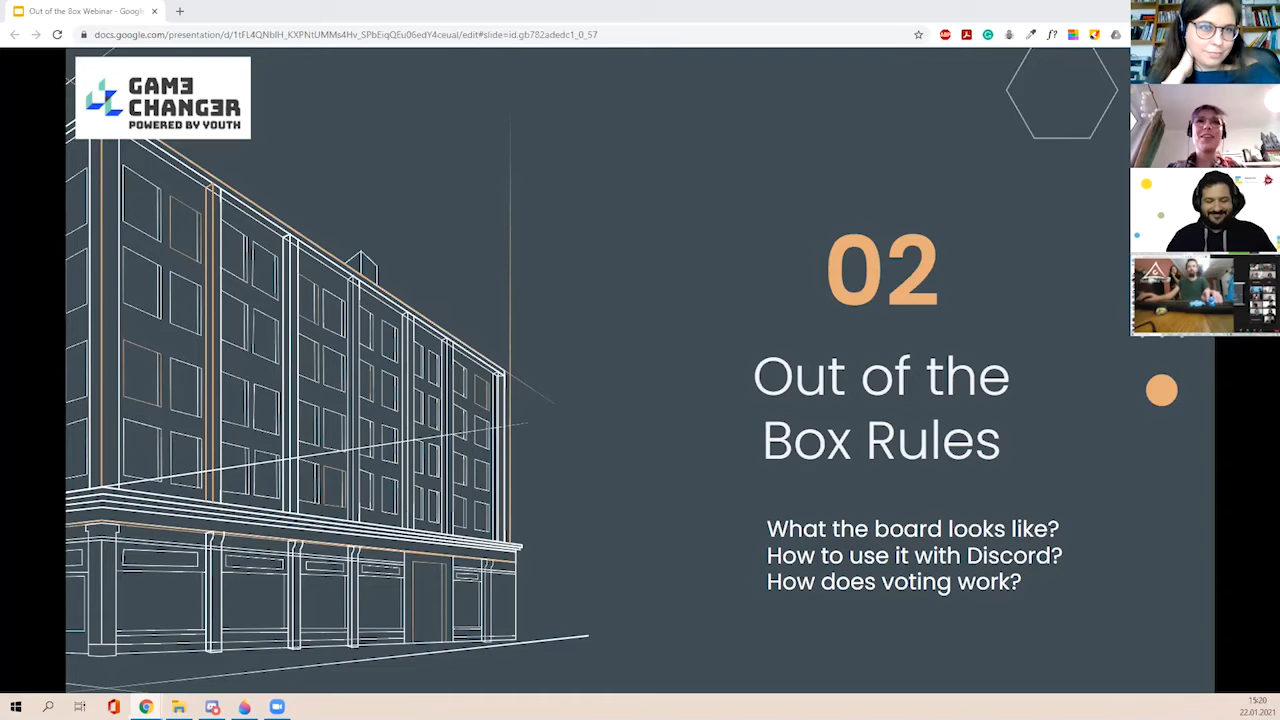 Out of the Box Webinar - Googl
docs.google.com/presentation/d/1tFL4QNblH_KXPNtUMMs4Hv_SPbEiqQEu06enYkeiuAA/edit#slide=id.gb782adedc1_0_57
GAM3
CHANG3R
POWERED BY YOUTH
02
Out of the
Box Rules
What the board looks like?
How to use it with Discord?
How does voting work?
15:20
22.01.2021